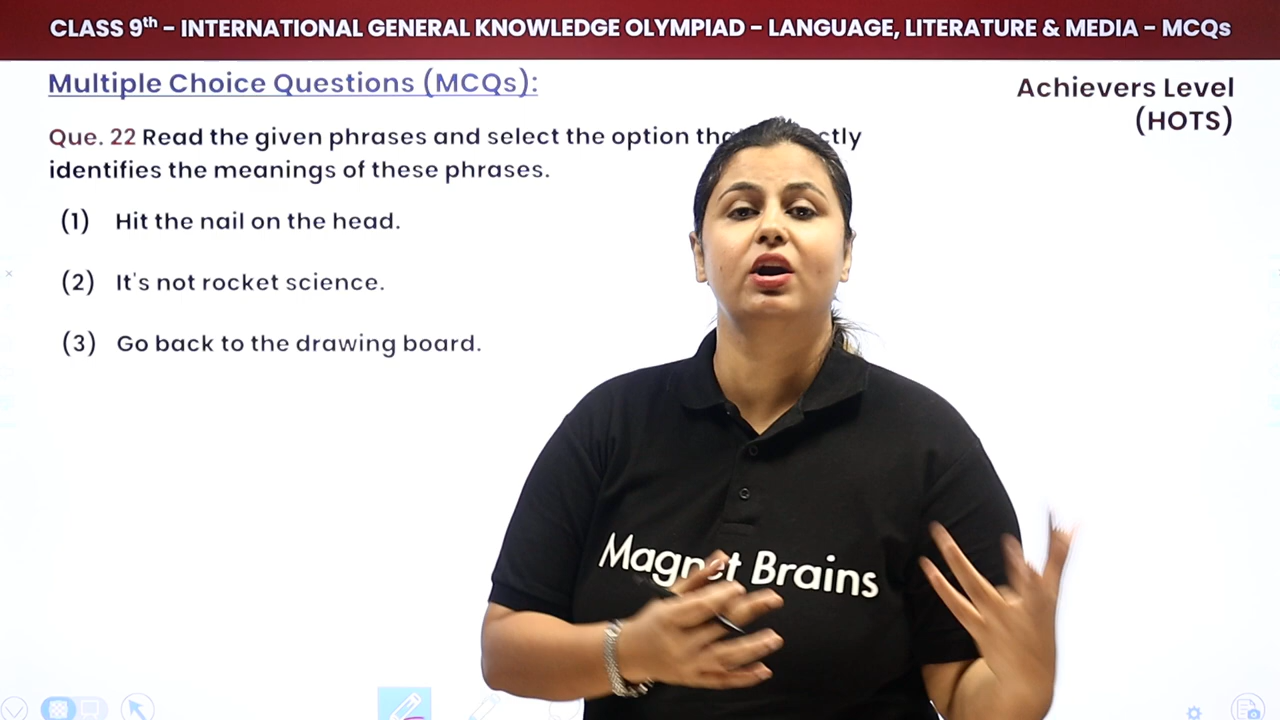 CLASS 9th - INTERNATIONAL GENERAL KNOWLEDGE OLYMPIAD - LANGUAGE, LITERATURE & MEDIA - MCQs
Multiple Choice Questions (MCQs):
Achievers Level
(HOTS)
Que. 22 Read the given phrases and select the option
identifies the meanings of these phrases.
(1) Hit the nail on the head.
(2) It's not rocket science.
(3) Go back to the drawing board.
Magnet Brains